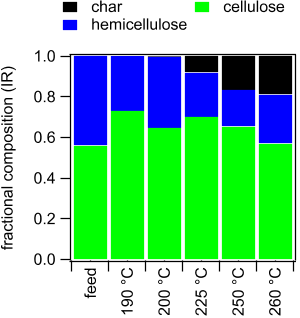 char
cellulose
hemicellulose
fractional composition (IR)
1.0
0.8
0.6
0.4
0.2
0.0
feed
190 °C
200 °C
225 °C
250 °C
260 °C